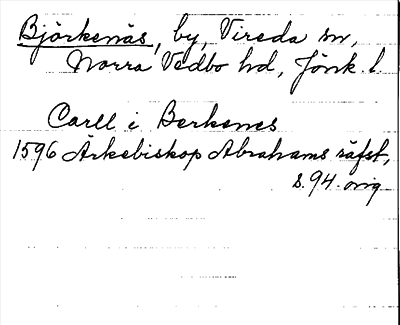 Björkenäs, by, Vireda sn,
Norra Vedbo hd, Jönk. l.
Carll i Berkenes
1596 Ärkebiskop Abrahams räfst,
s. 94. orig.